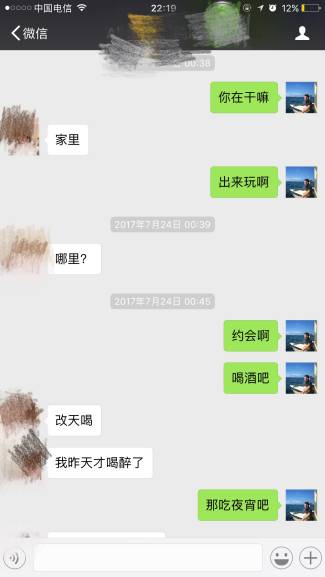 中国电信
22:19
12%
微信
00:38
你在干嘛
家里
出来玩啊
2017年7月24日 00:39
哪里？
2017年7月24日 00:45
约会啊
喝酒吧
改天喝
我昨天才喝醉了
那吃夜宵吧